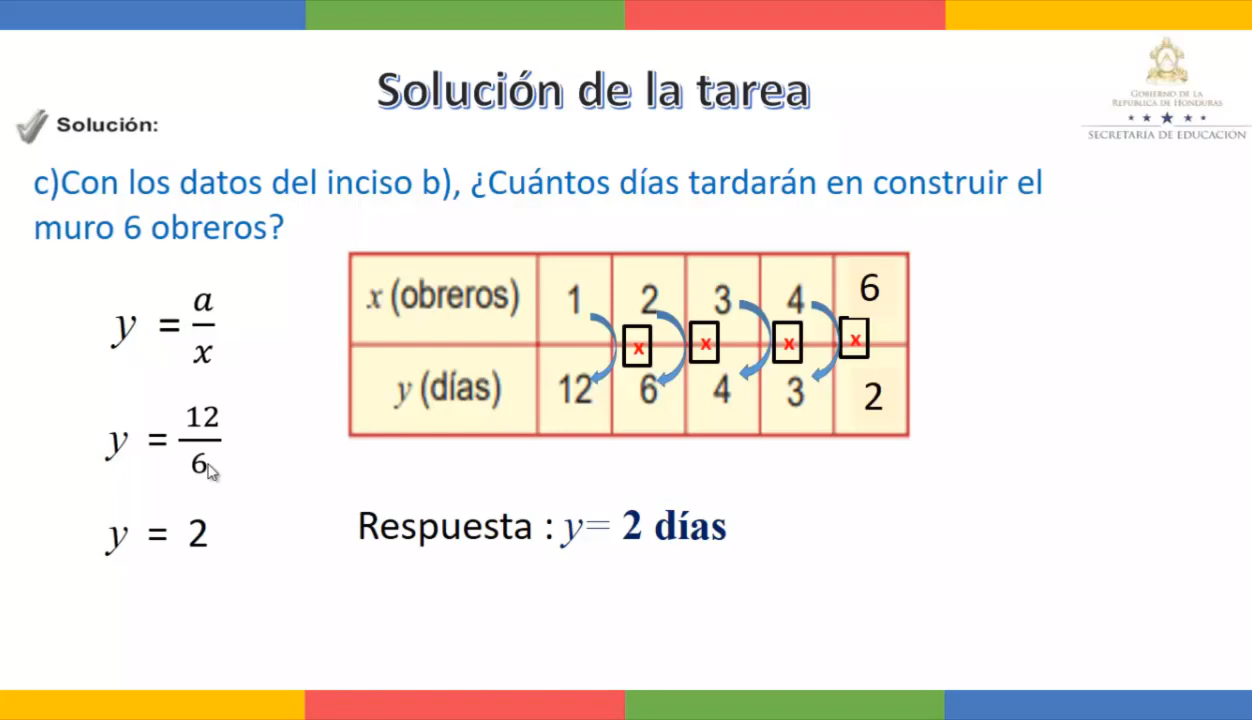 Solución de la tarea
GOBIERNO DE LA
REPÚBLICA DE HONDURAS
SECRETARÍA DE EDUCACIÓN
Solución:
c)Con los datos del inciso b), ¿Cuántos días tardarán en construir el
muro 6 obreros?
y = a/x
y = 12/6
y = 2
x (obreros) 1 2 3 4 6
x x x x
y (días) 12 6 4 3 2
Respuesta : y= 2 días